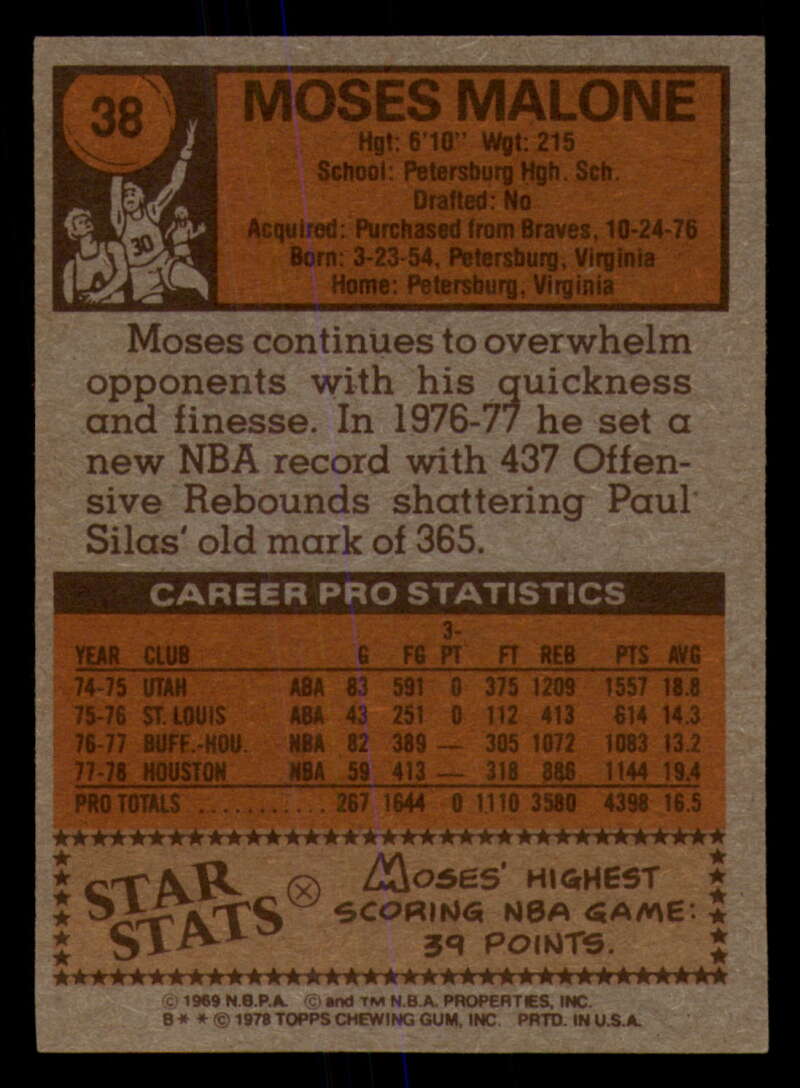 38
MOSES MALONE
Hgt: 6'10" Wgt: 215
School: Petersburg Hgh. Sch.
Drafted: No
Acquired: Purchased from Braves, 10-24-76
Born: 3-23-54, Petersburg, Virginia
Home: Petersburg, Virginia
30
Moses continues to overwhelm
opponents with his quickness
and finesse. In 1976-77 he set a
new NBA record with 437 Offen-
sive Rebounds shattering Paul
Silas' old mark of 365.
CAREER PRO STATISTICS
YEAR CLUB G FG 3-PT FT REB PTS AVG
74-75 UTAH ABA 83 591 0 375 1209 1557 18.8
75-76 ST. LOUIS ABA 43 251 0 112 413 614 14.3
76-77 BUFF.-HOU. NBA 82 389 — 305 1072 1083 13.2
77-78 HOUSTON NBA 59 413 — 318 886 1144 19.4
PRO TOTALS ........... 267 1644 0 1110 3580 4398 16.5
STAR
STATS
MOSES' HIGHEST
SCORING NBA GAME:
39 POINTS.
© 1969 N.B.P.A. © and TM N.B.A. PROPERTIES, INC.
B* * © 1978 TOPPS CHEWING GUM, INC. PRTD. IN U.S.A.